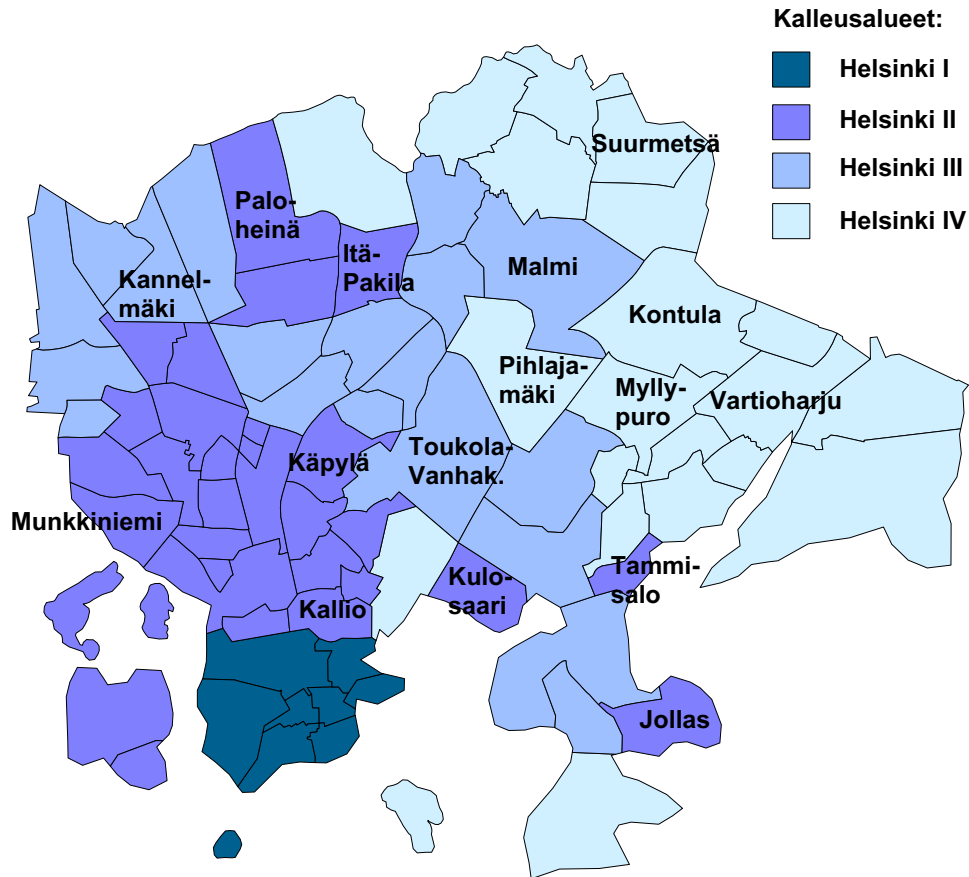 Kalleusalueet:
Helsinki I
Helsinki II
Helsinki III
Helsinki IV
Suurmetsä
Palo-
heinä
Itä-
Pakila
Malmi
Kannel-
mäki
Kontula
Pihlaja-
mäki
Mylly-
puro
Vartioharju
Käpylä
Toukola-
Vanhak.
Munkkiniemi
Kulo-
saari
Tammi-
salo
Kallio
Jollas